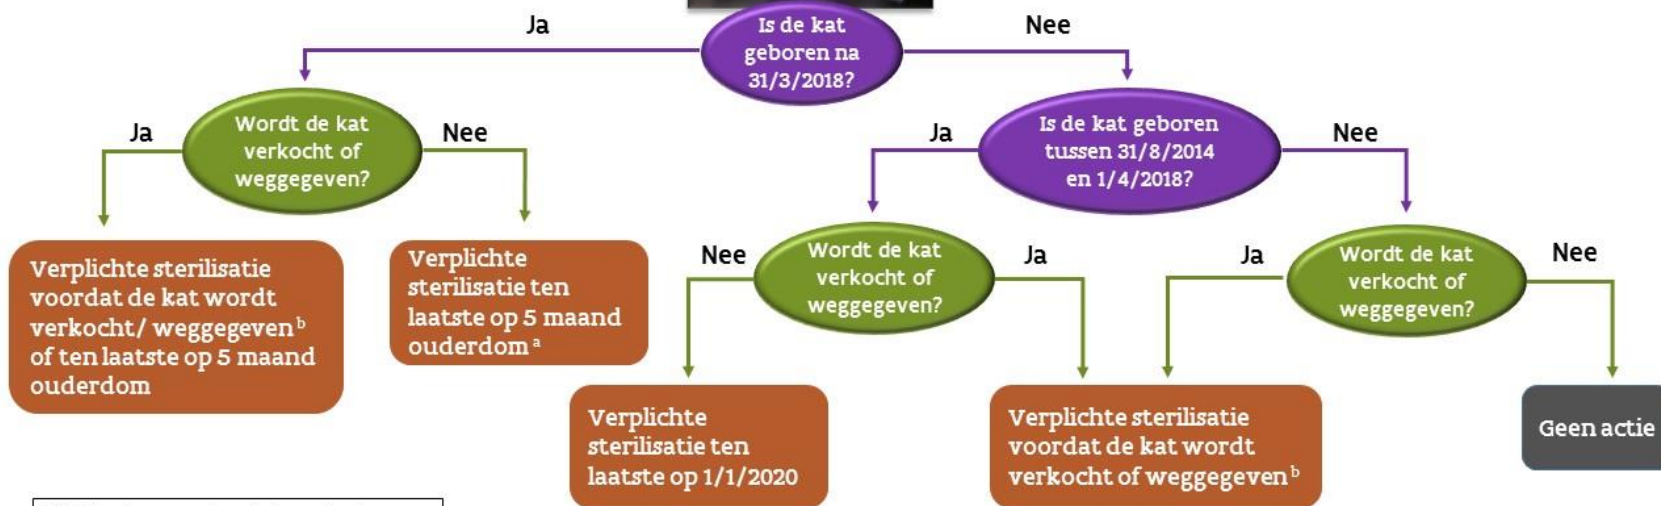 Ja
Is de kat
geboren na
31/3/2018?
Nee
Ja
Wordt de kat
verkocht of
weggegeven?
Nee
Ja
Is de kat geboren
tussen 31/8/2014
en 1/4/2018?
Nee
Verplichte sterilisatie
voordat de kat wordt
verkocht/ weggegeven b
of ten laatste op 5 maand
ouderdom
Verplichte
sterilisatie ten
laatste op 5 maand
ouderdom a
Nee
Wordt de kat
verkocht of
weggegeven?
Ja
Ja
Wordt de kat
verkocht of
weggegeven?
Nee
Verplichte
sterilisatie ten
laatste op 1/1/2020
Verplichte sterilisatie
voordat de kat wordt
verkocht of weggegeven b
Geen actie